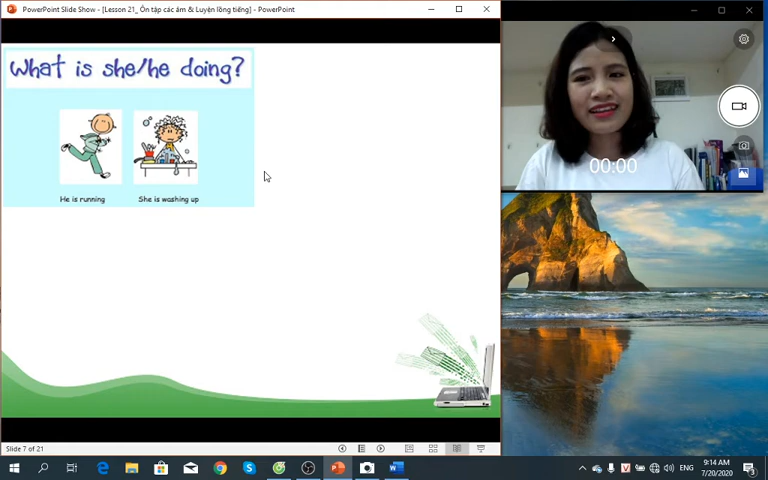 PowerPoint Slide Show - [Lesson 21_ Ôn tập các âm & Luyện lồng tiếng] - PowerPoint
What is she/he doing?
He is running
She is washing up
00:00
Slide 7 of 21
ENG
9:14 AM
7/20/2020